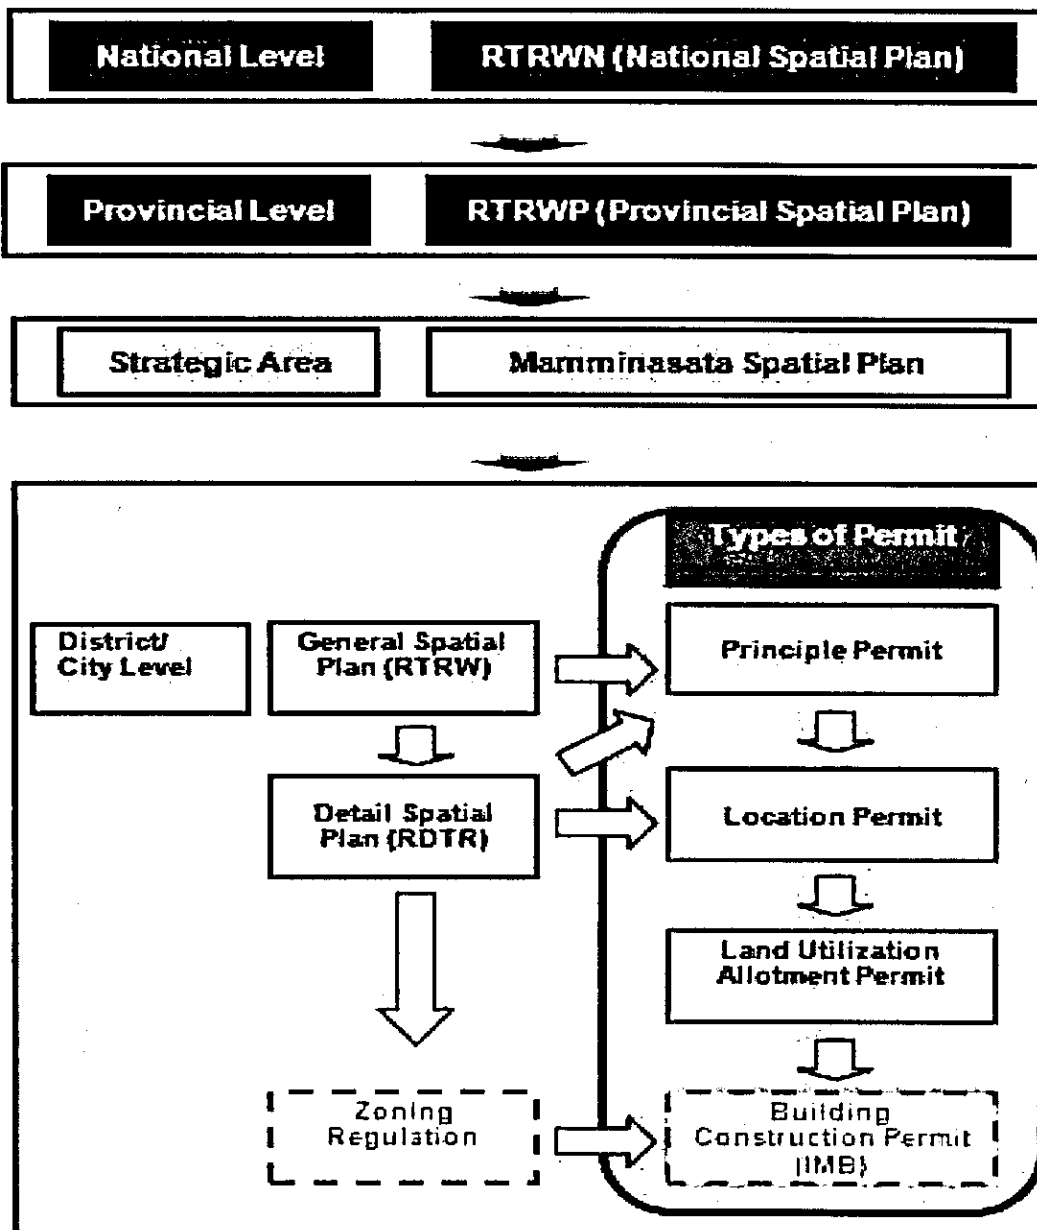 National Level
RTRWN (National Spatial Plan)
Provincial Level
RTRWP (Provincial Spatial Plan)
Strategic Area
Mamminasata Spatial Plan
Types of Permit
District/
City Level
General Spatial
Plan (RTRW)
Principle Permit
Detail Spatial
Plan (RDTR)
Location Permit
Land Utilization
Allotment Permit
Zoning
Regulation
Building
Construction Permit
(IMB)